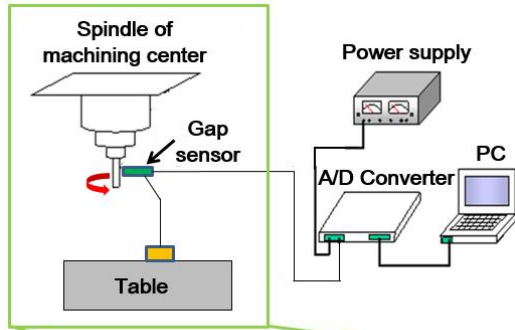 Spindle of
machining center
Power supply
Gap
sensor
PC
A/D Converter
Table